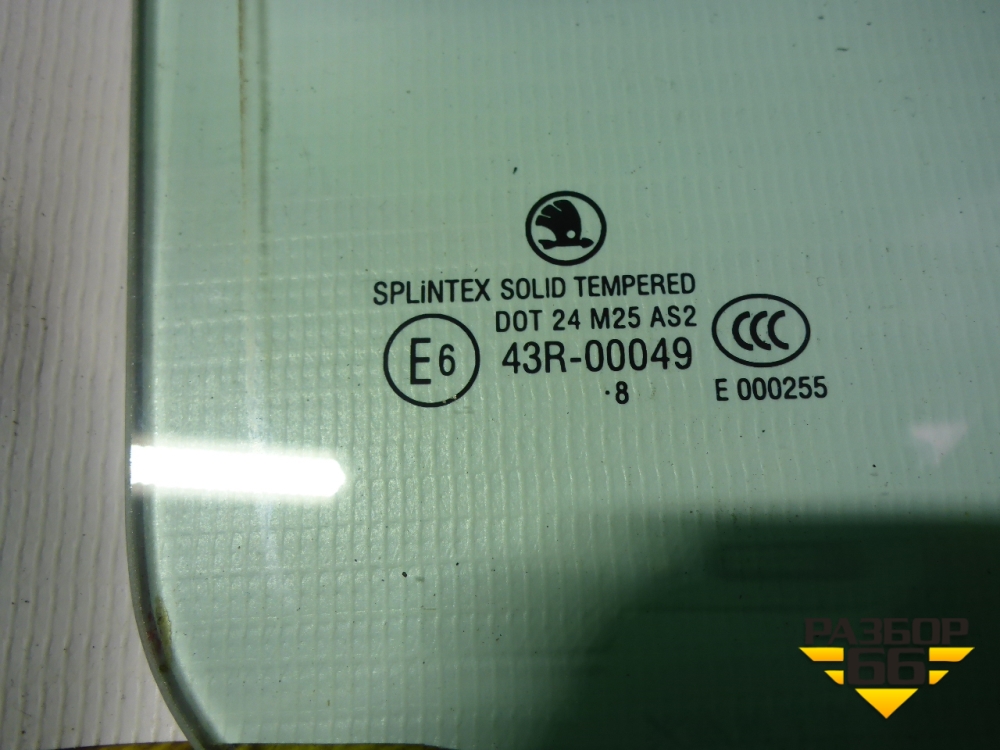 SPLiNTEX SOLID TEMPERED
DOT 24 M25 AS2
E6 43R-00049 CCC
·8 E 000255
РАЗБОР
66